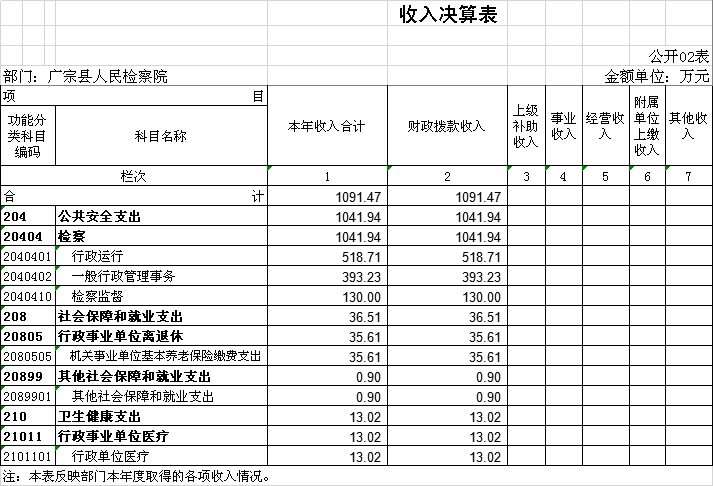 收入决算表
公开02表
部门：广宗县人民检察院 金额单位：万元
项 目 本年收入合计 财政拨款收入 上级补助收入 事业收入 经营收入 附属单位上缴收入 其他收入
功能分类科目编码 科目名称
栏次 1 2 3 4 5 6 7
合 计 1091.47 1091.47
204 公共安全支出 1041.94 1041.94
20404 检察 1041.94 1041.94
2040401 行政运行 518.71 518.71
2040402 一般行政管理事务 393.23 393.23
2040410 检察监督 130.00 130.00
208 社会保障和就业支出 36.51 36.51
20805 行政事业单位离退休 35.61 35.61
2080505 机关事业单位基本养老保险缴费支出 35.61 35.61
20899 其他社会保障和就业支出 0.90 0.90
2089901 其他社会保障和就业支出 0.90 0.90
210 卫生健康支出 13.02 13.02
21011 行政事业单位医疗 13.02 13.02
2101101 行政单位医疗 13.02 13.02
注：本表反映部门本年度取得的各项收入情况。